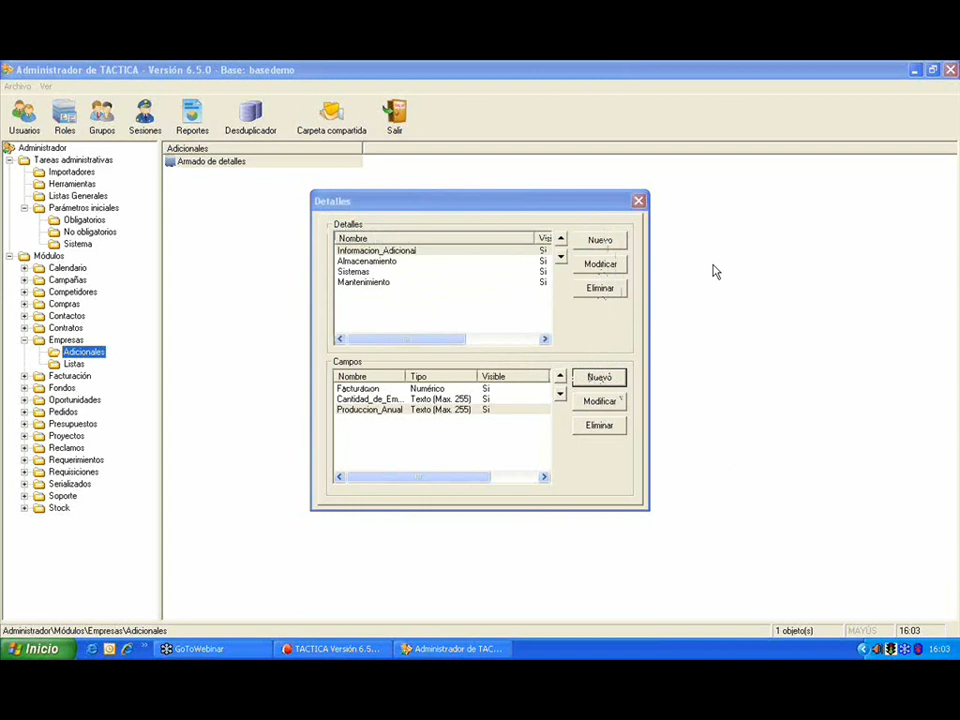 Administrador de TACTICA - Versión 6.5.0 - Base: basedemo
Archivo Ver
Usuarios Roles Grupos Sesiones Reportes Desduplicador Carpeta compartida Salir
Administrador
Tareas administrativas
Importadores
Herramientas
Listas Generales
Parámetros iniciales
Obligatorios
No obligatorios
Sistema
Módulos
Calendario
Campañas
Competidores
Compras
Contactos
Contratos
Empresas
Adicionales
Listas
Facturación
Fondos
Oportunidades
Pedidos
Presupuestos
Proyectos
Reclamos
Requerimientos
Requisiciones
Serializados
Soporte
Stock
Adicionales
Armado de detalles
Detalles
Detalles
Nombre Visi
Informacion_Adicional Si
Almacenamiento Si
Sistemas Si
Mantenimiento Si
Nuevo
Modificar
Eliminar
Campos
Nombre Tipo Visible
Facturacion Numérico Si
Cantidad_de_Em... Texto (Max. 255) Si
Produccion_Anual Texto (Max. 255) Si
Nuevo
Modificar
Eliminar
Administrador\Módulos\Empresas\Adicionales 1 objeto(s) MAYÚS 16:03
Inicio GoToWebinar TACTICA Versión 6.5... Administrador de TAC... 16:03